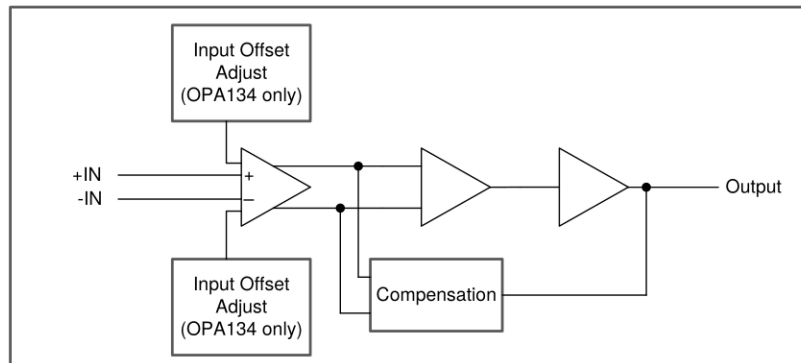 Input Offset
Adjust
(OPA134 only)
+IN
-IN
+
–
Output
Input Offset
Adjust
(OPA134 only)
Compensation